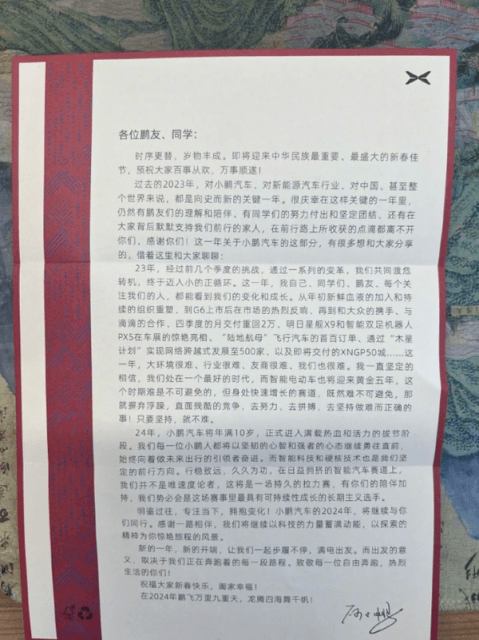 各位鹏友、同学：
时序更替，岁物丰成。即将迎来中华民族最重要、最盛大的新春佳
节，预祝大家百事从欢，万事顺遂！
过去的2023年，对小鹏汽车、对新能源汽车行业、对中国、甚至整
个世界来说，都是向史而新的关键一年。很庆幸在这样关键的一年里，
仍然有鹏友们的理解和陪伴、有同学们的努力付出和坚定团结、还有在
大家背后默默支持我们前行的家人，在前行路上所收获的点滴都离不开
你们，感谢你们！这一年关于小鹏汽车的这部分，有很多想和大家分享
的，借着这里和大家聊聊：
23年，经过前几个季度的挑战，通过一系列的变革，我们共同渡危
转机，终于迈入小的正循环。这一年，我自己、同学们、鹏友、每个关
注我们的人，都能看到我们的变化和成长。从年初新鲜血液的加入和持
续的组织重塑，到G6上市后在市场的热烈反响、再到和大众的携手、与
滴滴的合作、四季度的月交付重回2万、明日星舰X9和智能双足机器人
PX5在车展的惊艳亮相、“陆地航母”飞行汽车的首百订单、通过“木星
计划”实现网络跨越式发展至500家、以及即将交付的XNGP50城......这
一年，大环境很难、行业很难、友商很难、我们也很难。我一直坚定的
相信，我们处在一个最好的时代，而智能电动车也将迎来黄金五年，这
个时期难是不可避免的，但身处快速增长的赛道，既然难不可避免，那
就摒弃浮躁，直面残酷的竞争、去努力、去拼搏，去坚持做难而正确的事
！只要坚持，就不难。
24年，小鹏汽车将年满10岁，正式进入满载热血和活力的拔节阶
段。我们每一位小鹏人都将以坚韧的心智和强者的心态继续勇往直前，
始终向着做未来出行的引领者奋进。而智能科技和硬核技术也是我们坚
定的前行方向。行稳致远，久久为功，在日益拥挤的智能汽车赛道上，
我们并不是唯速度论者，这将是一场持久的拉力赛，有你们的陪伴加
持，我们势必会是这场赛事里最具有可持续性成长的长期主义选手。
明鉴过往，专注当下，拥抱变化！小鹏汽车的2024年，将继续与你
们同行。感谢一路相伴，我们将继续以科技的力量蓄满动能，以探索的
精神为你惊艳旅程的风景。
新的一年，新的开端，让我们一起步履不停，满电出发。而出发的意
义，取决于我们正在奔跑着的每一段路程。致敬每一位自由奔跑，热烈
生活的你们！
祝福大家新春快乐，阖家幸福！
在2024年鹏飞万里九重天，龙腾四海舞千帆！